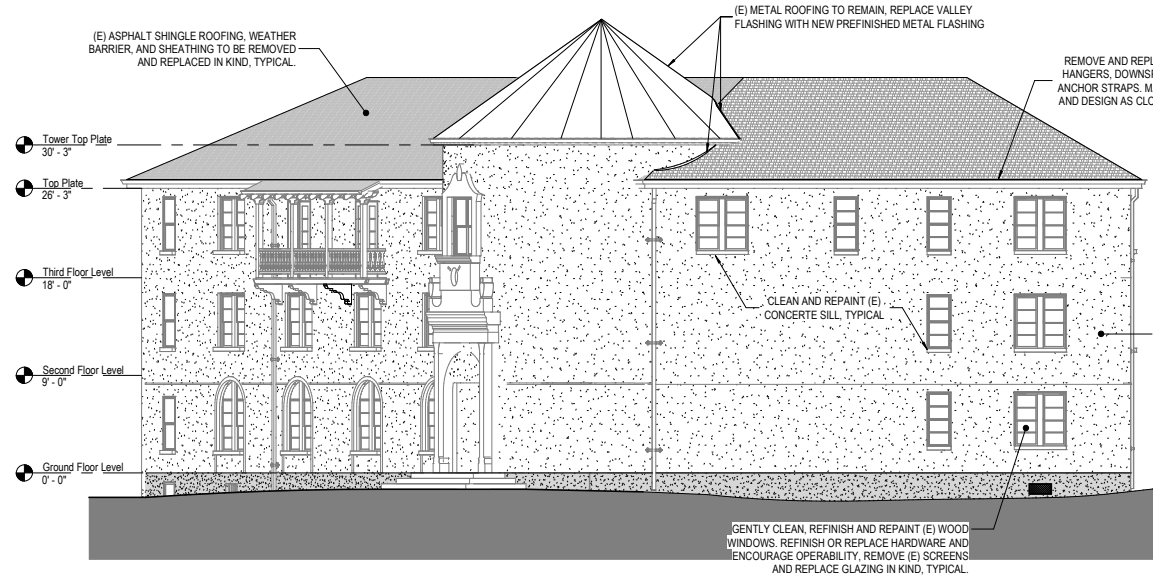 (E) METAL ROOFING TO REMAIN, REPLACE VALLEY
FLASHING WITH NEW PREFINISHED METAL FLASHING
(E) ASPHALT SHINGLE ROOFING, WEATHER
BARRIER, AND SHEATHING TO BE REMOVED
AND REPLACED IN KIND, TYPICAL.
REMOVE AND
HANGERS,
ANCHOR STRAPS.
AND DESIGN AS
Tower Top Plate
30' - 3"
Top Plate
26' - 3"
Third Floor Level
18' - 0"
CLEAN AND REPAINT (E)
CONCERTE SILL, TYPICAL
Second Floor Level
9' - 0"
Ground Floor Level
0' - 0"
GENTLY CLEAN, REFINISH AND REPAINT (E) WOOD
WINDOWS. REFINISH OR REPLACE HARDWARE AND
ENCOURAGE OPERABILITY, REMOVE (E) SCREENS
AND REPLACE GLAZING IN KIND, TYPICAL.